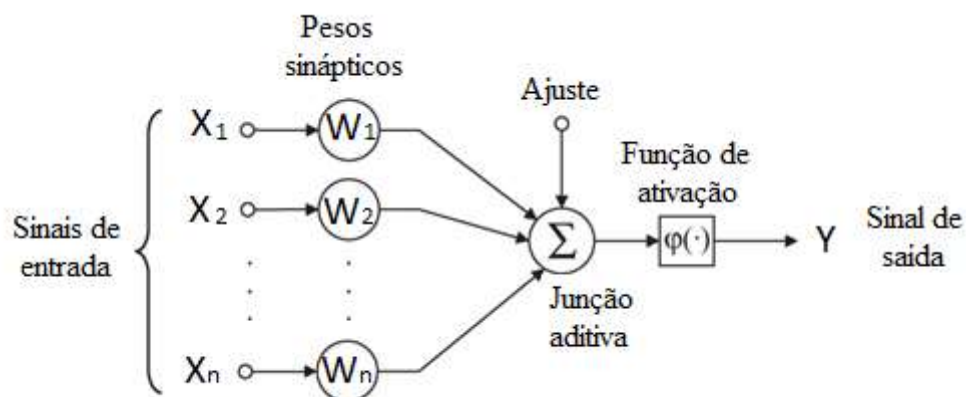 Pesos
sinápticos
Ajuste
X1
W1
Função de
ativação
Sinais de
entrada
X2
W2
Σ
φ(·)
Y
Sinal de
saída
Junção
aditiva
Xn
Wn